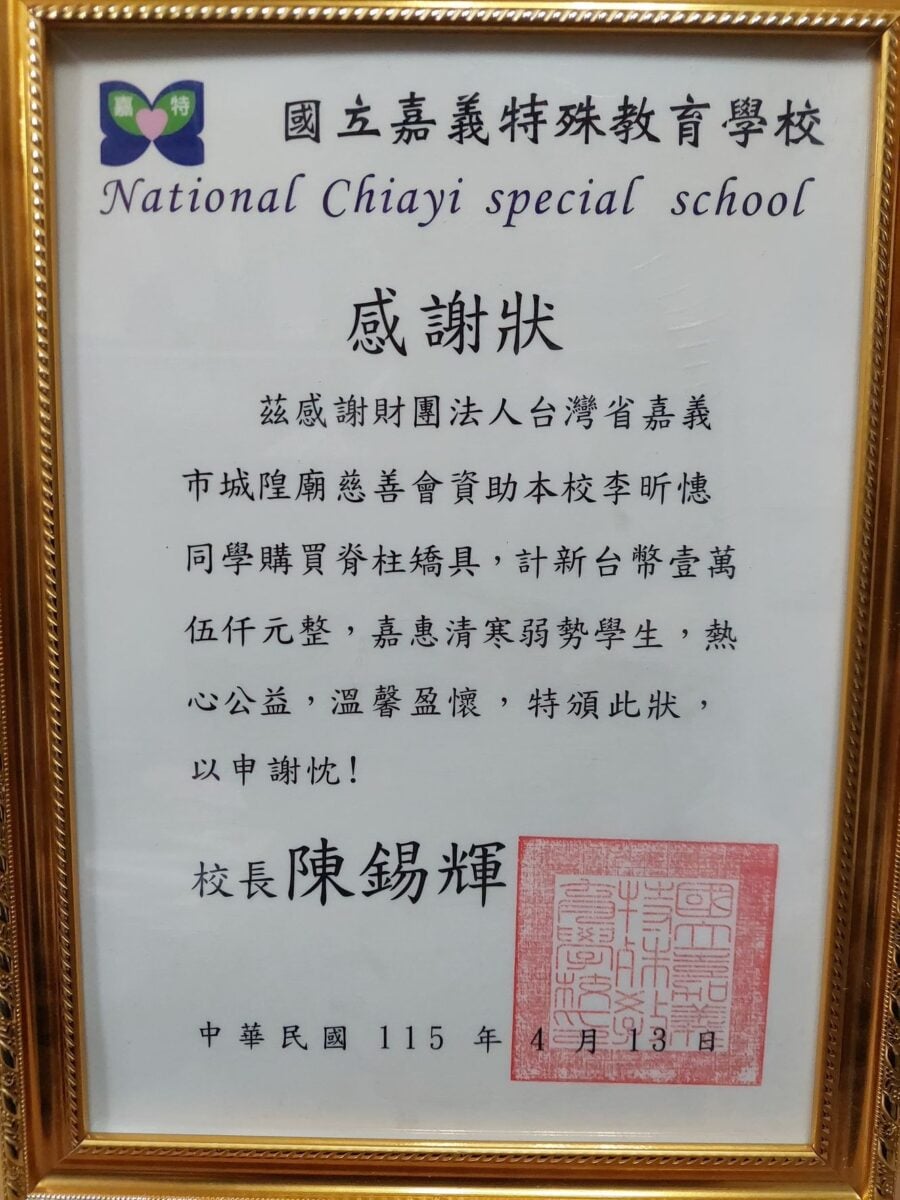 嘉 特
國立嘉義特殊教育學校
National Chiayi special school
感謝狀
茲感謝財團法人台灣省嘉義
市城隍廟慈善會資助本校李昕憓
同學購買脊柱矯具，計新台幣壹萬
伍仟元整，嘉惠清寒弱勢學生，熱
心公益，溫馨盈懷，特頒此狀，
以申謝忱!
校長陳錫輝
中華民國 115 年 4 月 13 日